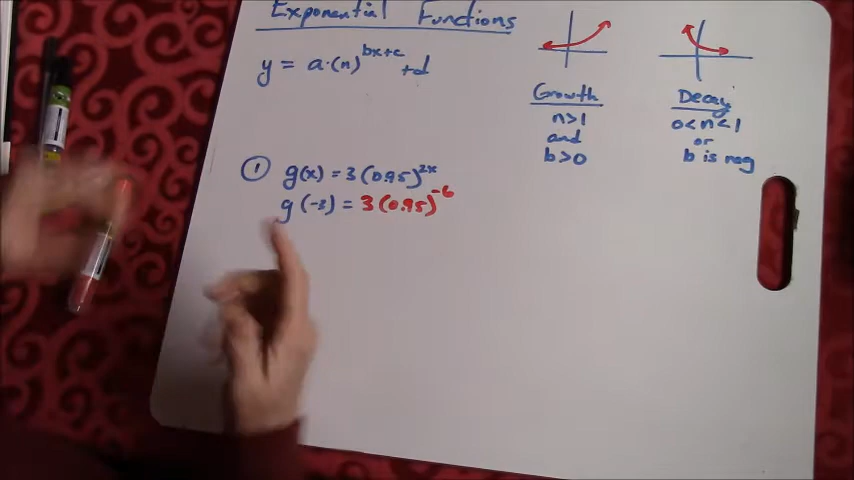 Exponential Functions
y = a·(n)^bx+c +d
Growth
n>1
and
b>0
Decay
0<n<1
or
b is neg
① g(x) = 3(0.95)^2x
g(-3) = 3(0.95)^-6